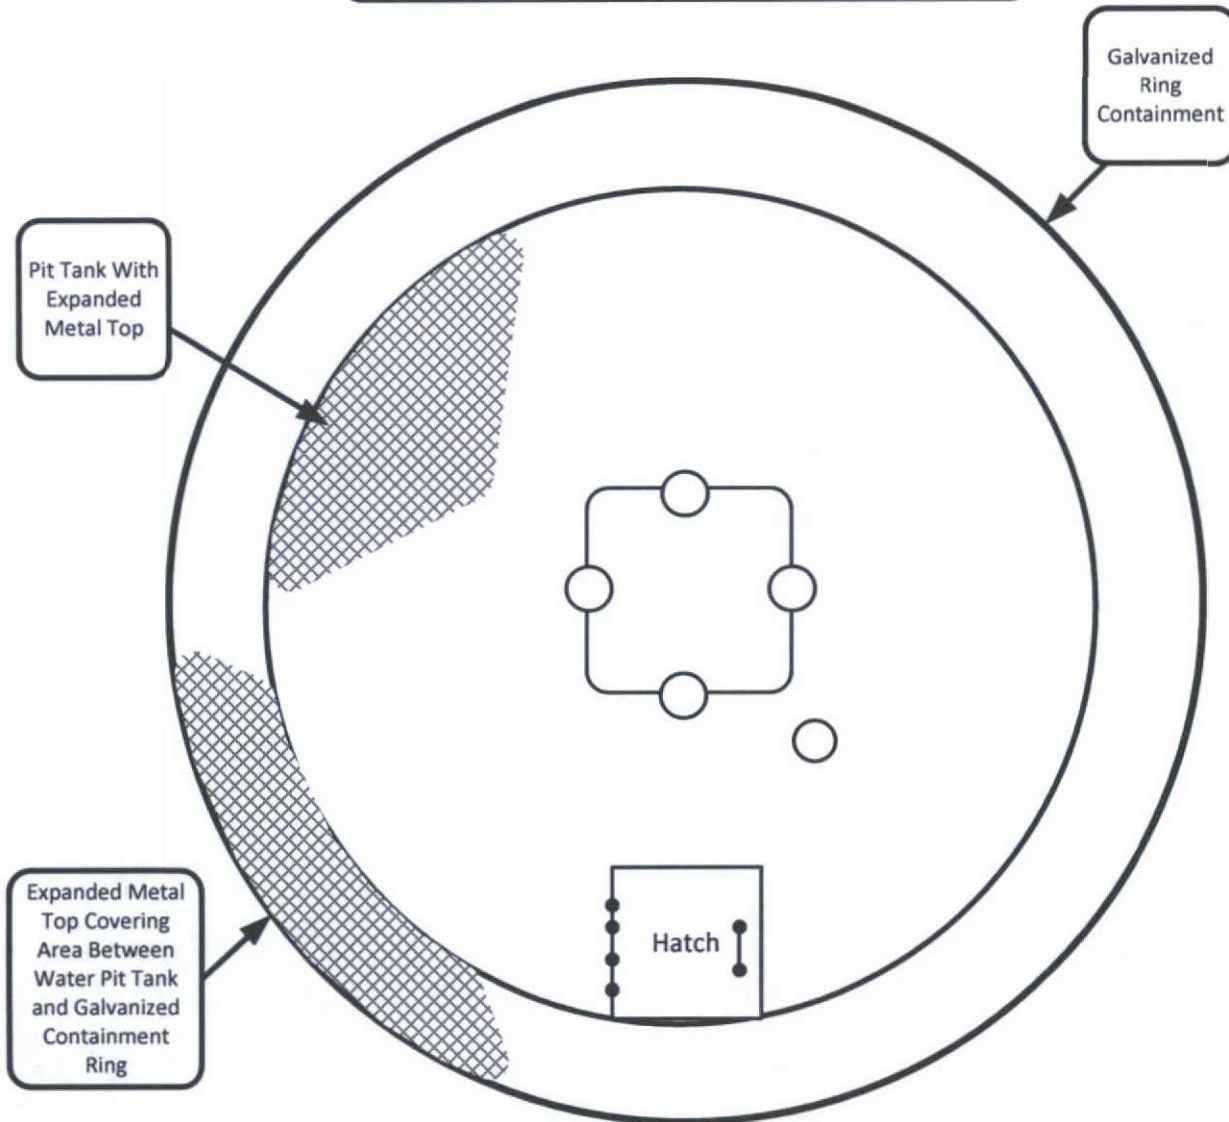 Galvanized
Ring
Containment
Pit Tank With
Expanded
Metal Top
Expanded Metal
Top Covering
Area Between
Water Pit Tank
and Galvanized
Containment
Ring
Hatch